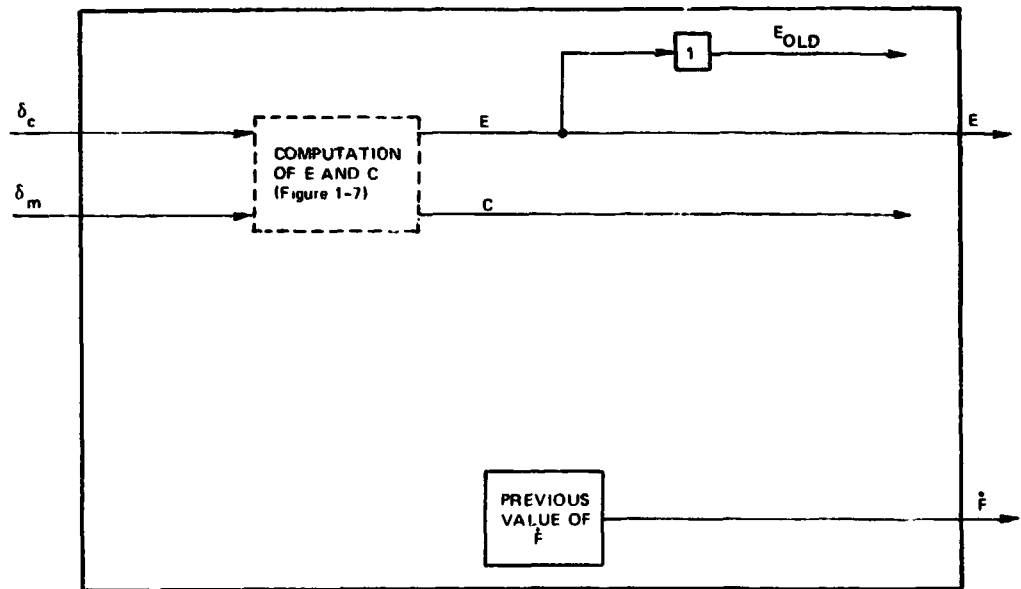 E_OLD
1
δ_c
E
E
COMPUTATION
OF E AND C
(Figure 1-7)
δ_m
C
PREVIOUS
VALUE OF
Ḟ
Ḟ